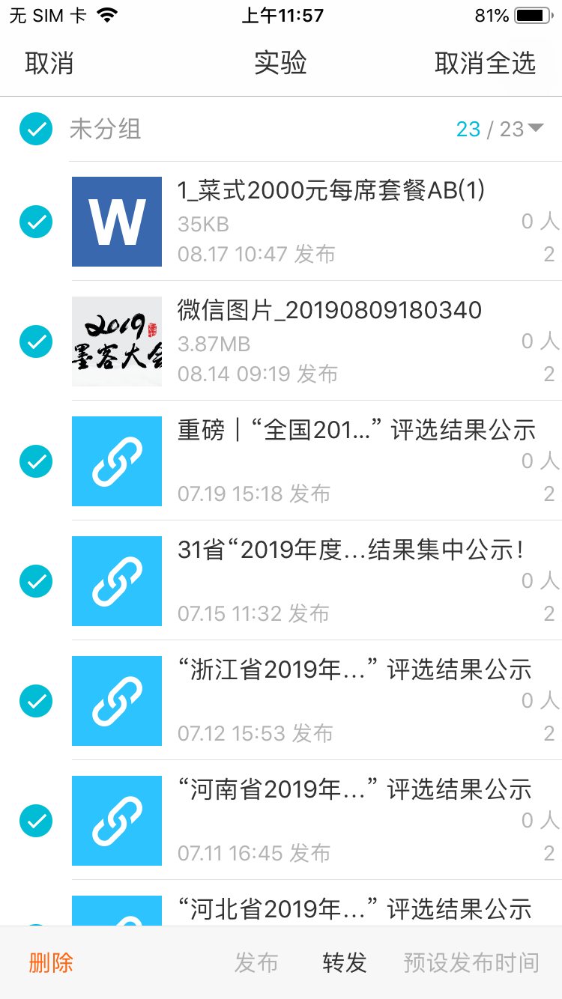 无 SIM 卡 上午11:57 81%
取消 实验 取消全选
未分组 23 / 23
W
1_菜式2000元每席套餐AB(1)
35KB
0 人
08.17 10:47 发布 2
2019
墨客大会
微信图片_20190809180340
3.87MB
0 人
08.14 09:19 发布 2
重磅｜“全国201...” 评选结果公示
0 人
07.19 15:18 发布 2
31省“2019年度...结果集中公示！
0 人
07.15 11:32 发布 2
“浙江省2019年...” 评选结果公示
0 人
07.12 15:53 发布 2
“河南省2019年...” 评选结果公示
0 人
07.11 16:45 发布 2
“河北省2019年...” 评选结果公示
删除 发布 转发 预设发布时间